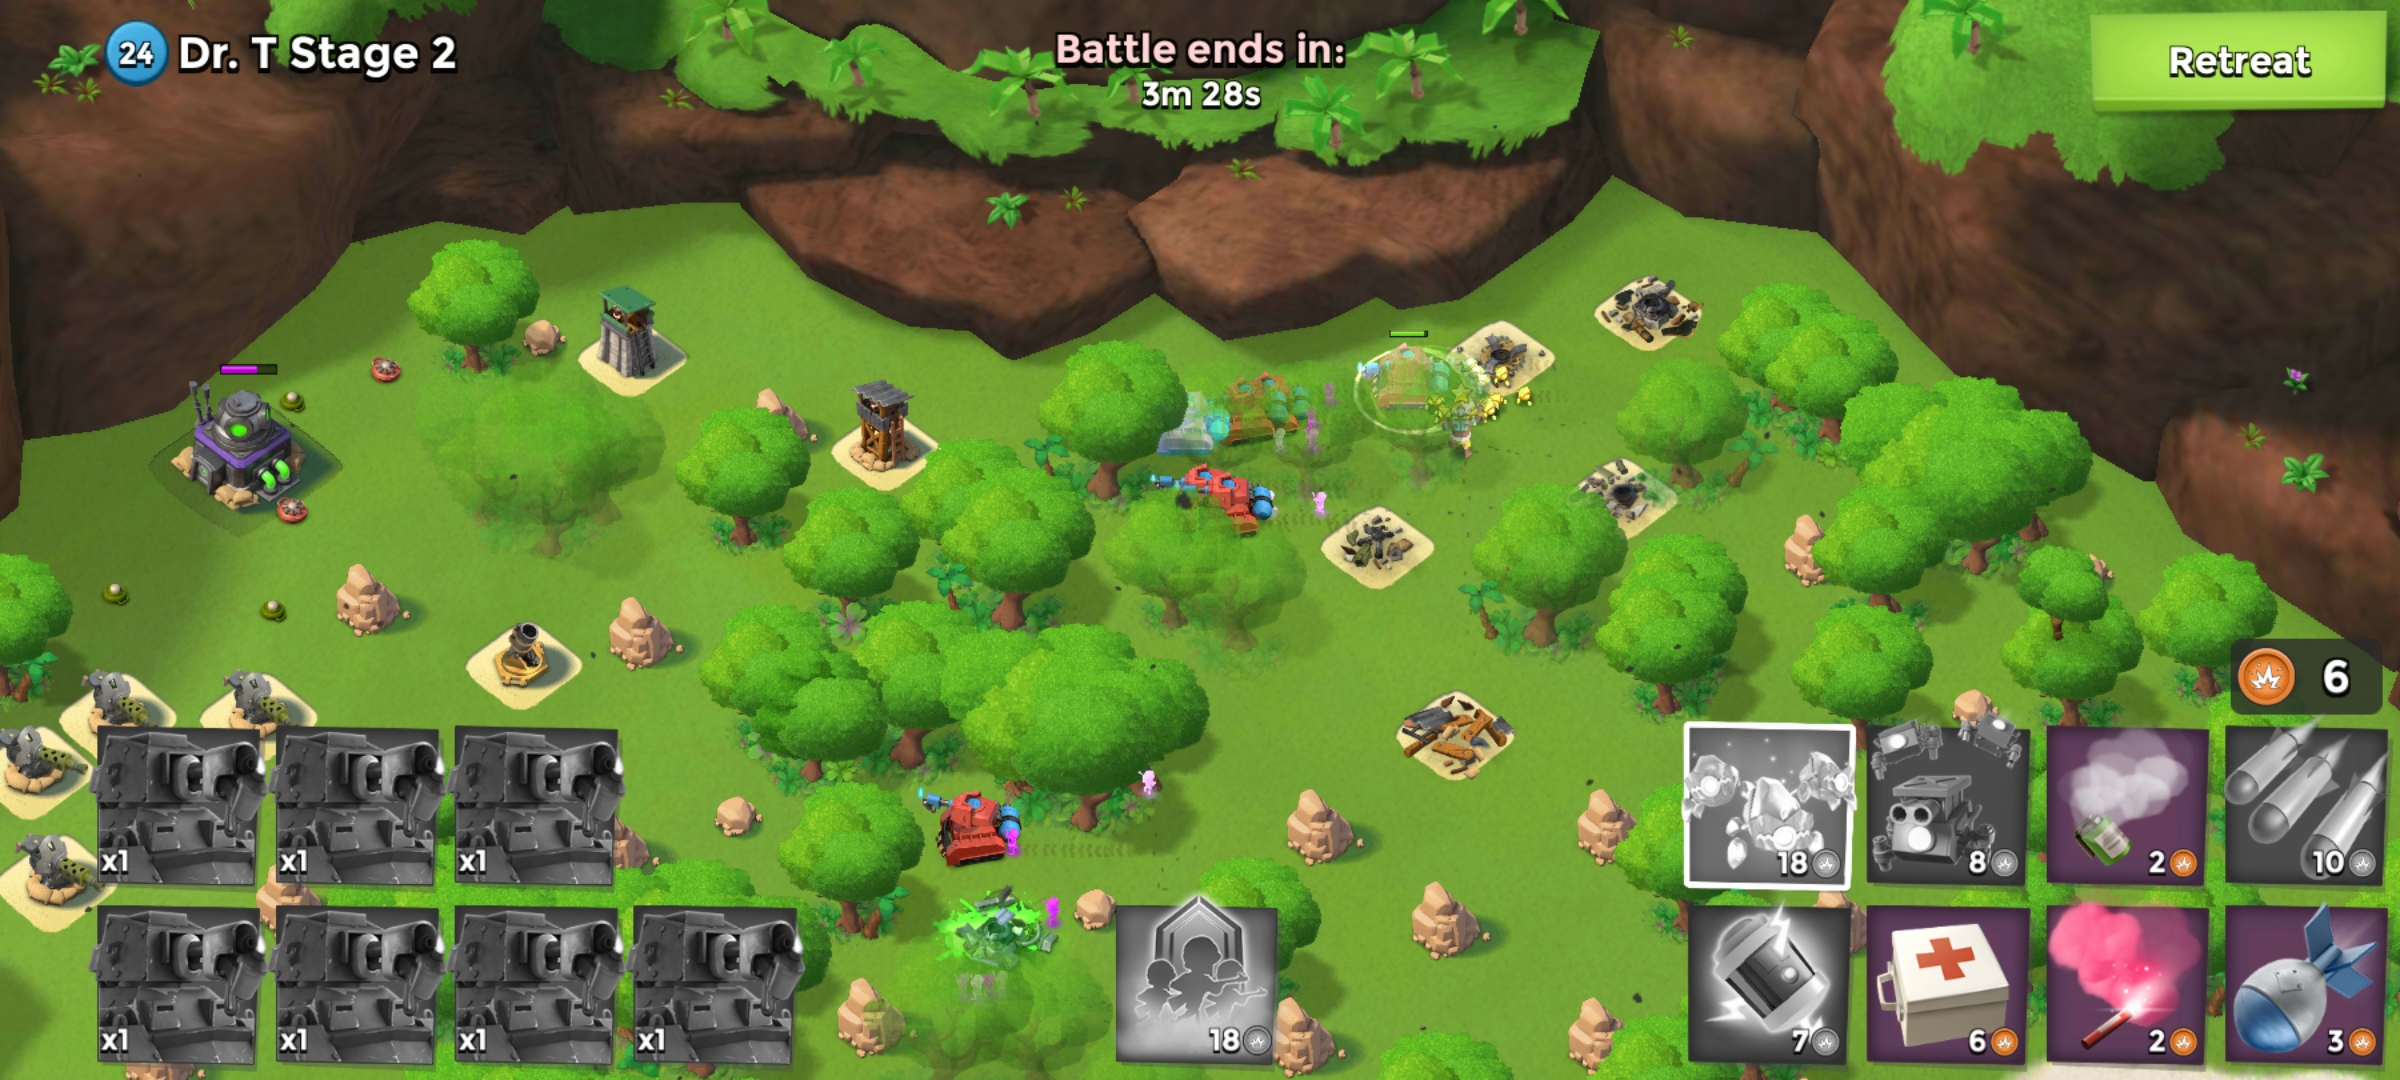 24 Dr. T Stage 2
Battle ends in:
3m 28s
Retreat
6
x1
x1
x1
18
8
2
10
x1
x1
x1
x1
18
7
6
2
3